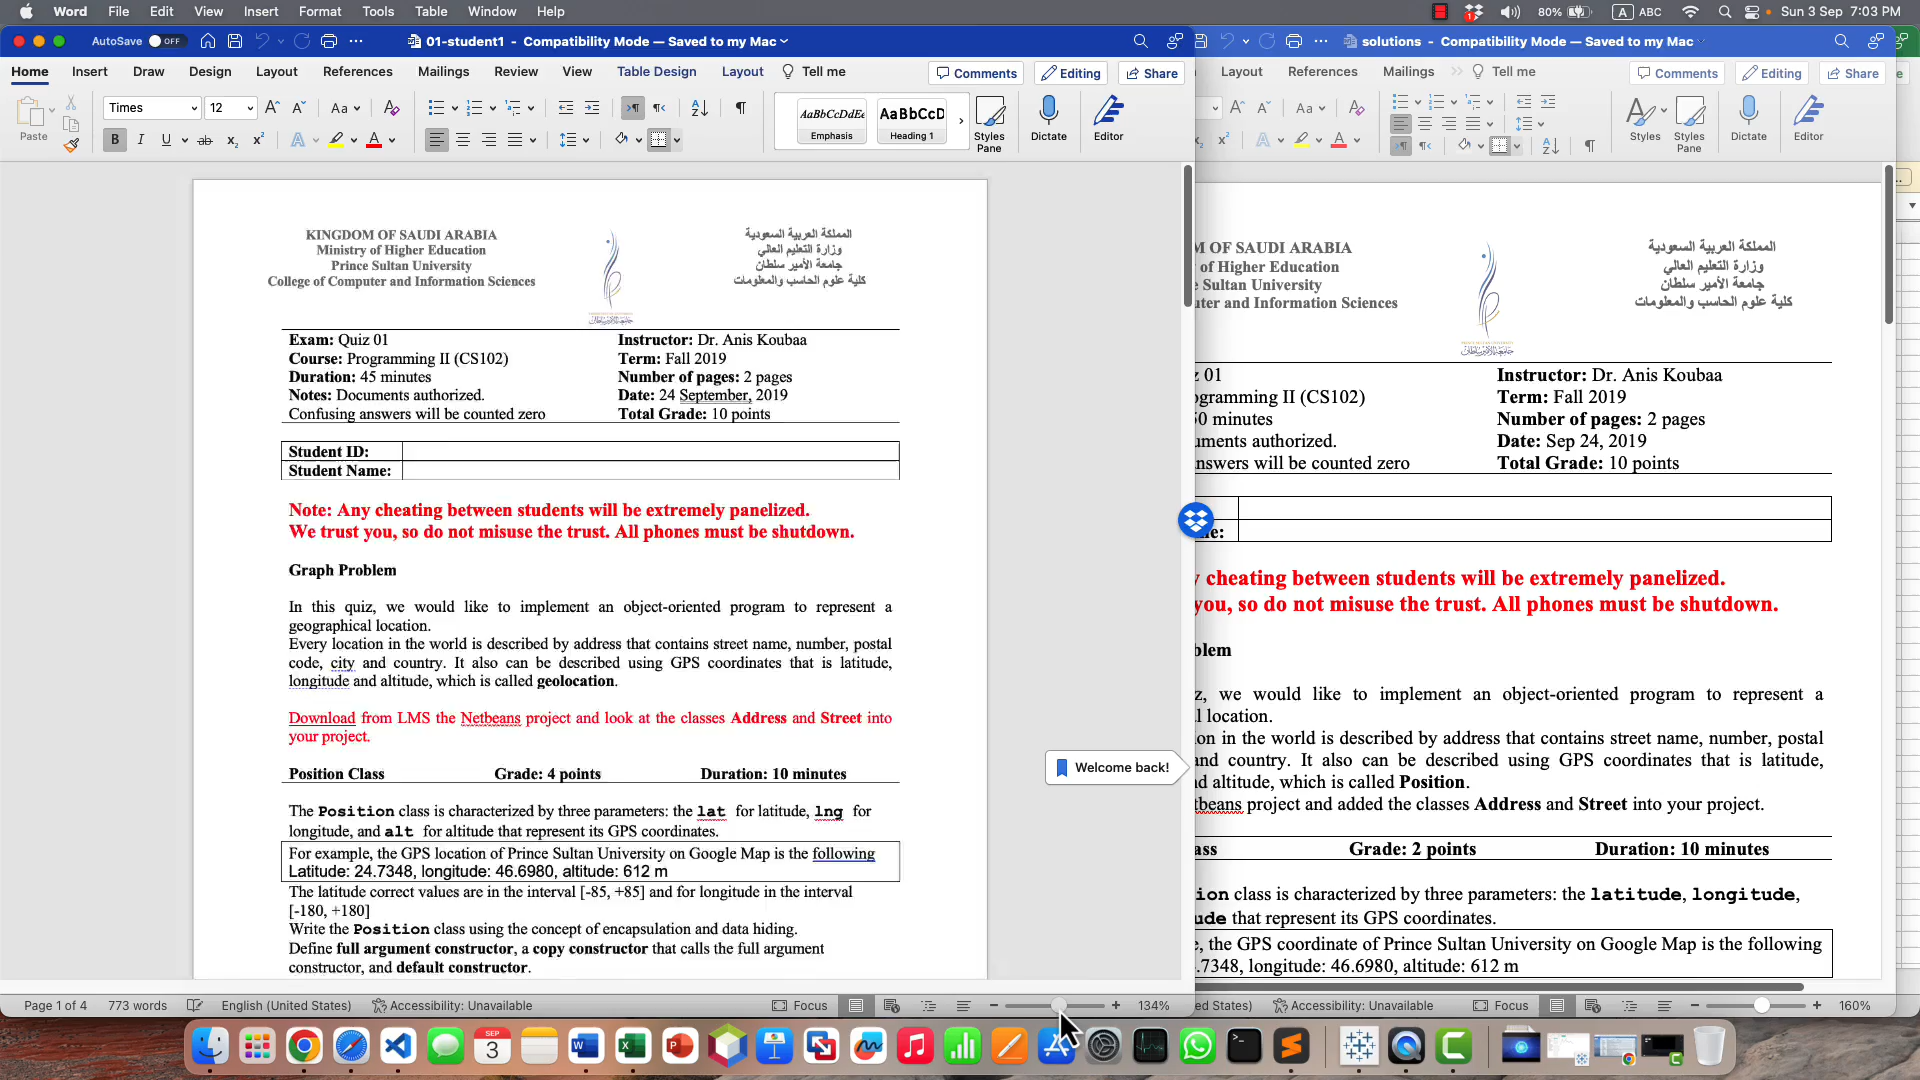 Word File Edit View Insert Format Tools Table Window Help
80% A ABC Sun 3 Sep 7:03 PM
AutoSave OFF
01-student1 - Compatibility Mode — Saved to my Mac
Home Insert Draw Design Layout References Mailings Review View Table Design Layout Tell me
Comments Editing Share
Paste
Times 12
AaBbCcDdEe
Emphasis
AaBbCcD
Heading 1
Styles Pane
Dictate
Editor
KINGDOM OF SAUDI ARABIA
Ministry of Higher Education
Prince Sultan University
College of Computer and Information Sciences
المملكة العربية السعودية
وزارة التعليم العالي
جامعة الأمير سلطان
كلية علوم الحاسب والمعلومات
Exam: Quiz 01
Course: Programming II (CS102)
Duration: 45 minutes
Notes: Documents authorized.
Confusing answers will be counted zero
Instructor: Dr. Anis Koubaa
Term: Fall 2019
Number of pages: 2 pages
Date: 24 September, 2019
Total Grade: 10 points
Student ID:
Student Name:
Note: Any cheating between students will be extremely panelized.
We trust you, so do not misuse the trust. All phones must be shutdown.
Graph Problem
In this quiz, we would like to implement an object-oriented program to represent a
geographical location.
Every location in the world is described by address that contains street name, number, postal
code, city and country. It also can be described using GPS coordinates that is latitude,
longitude and altitude, which is called geolocation.
Download from LMS the Netbeans project and look at the classes Address and Street into
your project.
Position Class Grade: 4 points Duration: 10 minutes
The Position class is characterized by three parameters: the lat for latitude, lng for
longitude, and alt for altitude that represent its GPS coordinates.
For example, the GPS location of Prince Sultan University on Google Map is the following
Latitude: 24.7348, longitude: 46.6980, altitude: 612 m
The latitude correct values are in the interval [-85, +85] and for longitude in the interval
[-180, +180]
Write the Position class using the concept of encapsulation and data hiding.
Define full argument constructor, a copy constructor that calls the full argument
constructor, and default constructor.
Welcome back!
Page 1 of 4 773 words English (United States) Accessibility: Unavailable Focus 134%
solutions - Compatibility Mode — Saved to my Mac
Layout References Mailings Tell me
Comments Editing Share
Styles
Styles Pane
Dictate
Editor
M OF SAUDI ARABIA
of Higher Education
e Sultan University
uter and Information Sciences
المملكة العربية السعودية
وزارة التعليم العالي
جامعة الأمير سلطان
كلية علوم الحاسب والمعلومات
z 01
ogramming II (CS102)
50 minutes
uments authorized.
nswers will be counted zero
Instructor: Dr. Anis Koubaa
Term: Fall 2019
Number of pages: 2 pages
Date: Sep 24, 2019
Total Grade: 10 points
me:
y cheating between students will be extremely panelized.
you, so do not misuse the trust. All phones must be shutdown.
blem
z, we would like to implement an object-oriented program to represent a
l location.
on in the world is described by address that contains street name, number, postal
and country. It also can be described using GPS coordinates that is latitude,
d altitude, which is called Position.
tbeans project and added the classes Address and Street into your project.
ass Grade: 2 points Duration: 10 minutes
ion class is characterized by three parameters: the latitude, longitude,
ude that represent its GPS coordinates.
e, the GPS coordinate of Prince Sultan University on Google Map is the following
.7348, longitude: 46.6980, altitude: 612 m
ed States) Accessibility: Unavailable Focus 160%
SEP
3